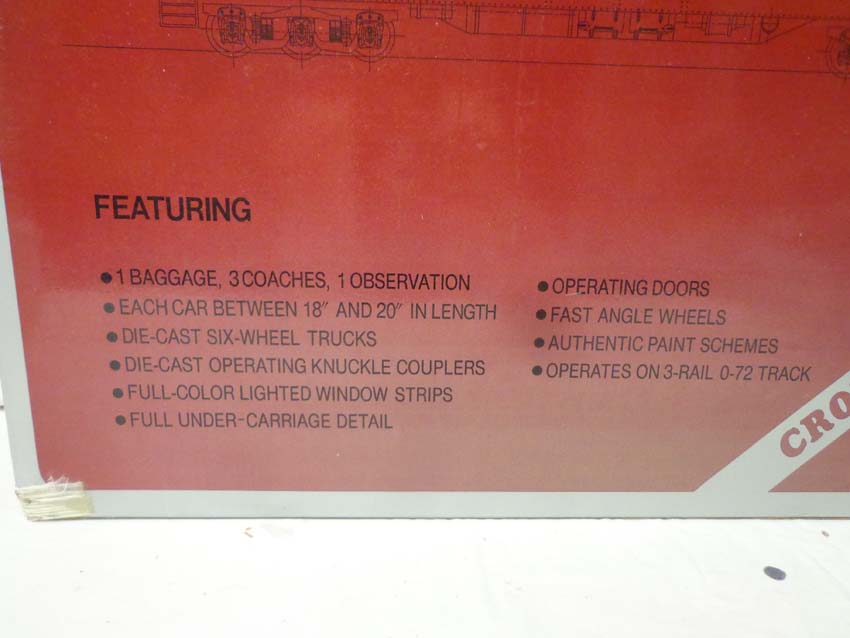 FEATURING
●1 BAGGAGE, 3 COACHES, 1 OBSERVATION
●EACH CAR BETWEEN 18″ AND 20″ IN LENGTH
●DIE-CAST SIX-WHEEL TRUCKS
●DIE-CAST OPERATING KNUCKLE COUPLERS
●FULL-COLOR LIGHTED WINDOW STRIPS
●FULL UNDER-CARRIAGE DETAIL
●OPERATING DOORS
●FAST ANGLE WHEELS
●AUTHENTIC PAINT SCHEMES
●OPERATES ON 3-RAIL 0-72 TRACK